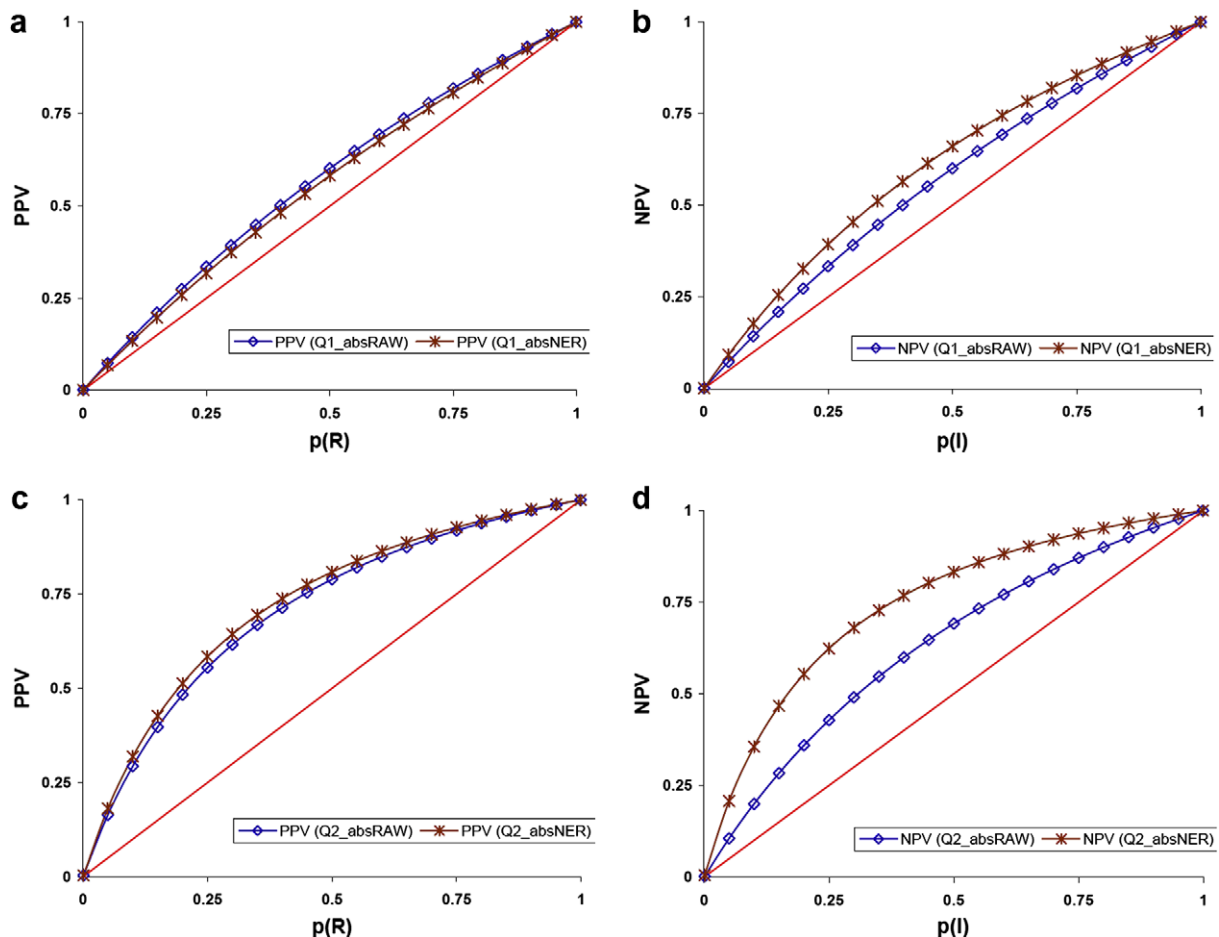 a
1
0.75
0.5
0.25
0
PPV
PPV (Q1_absRAW) PPV (Q1_absNER)
0 0.25 0.5 0.75 1
p(R)
b
1
0.75
0.5
0.25
0
NPV
NPV (Q1_absRAW) NPV (Q1_absNER)
0 0.25 0.5 0.75 1
p(I)
c
1
0.75
0.5
0.25
0
PPV
PPV (Q2_absRAW) PPV (Q2_absNER)
0 0.25 0.5 0.75 1
p(R)
d
1
0.75
0.5
0.25
0
NPV
NPV (Q2_absRAW) NPV (Q2_absNER)
0 0.25 0.5 0.75 1
p(I)